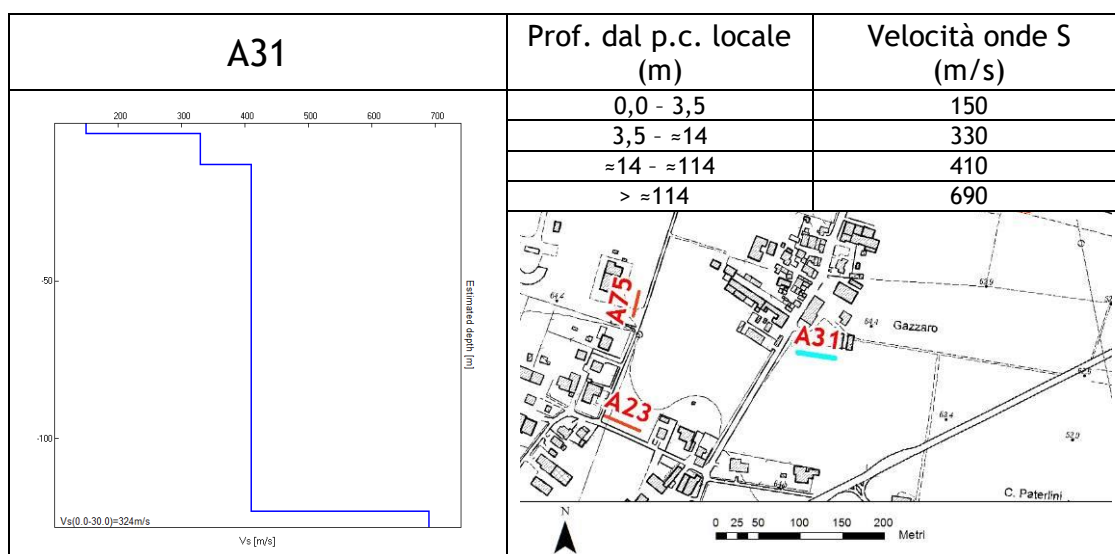 A31
Prof. dal p.c. locale
(m)
Velocità onde S
(m/s)
0,0 – 3,5
150
3,5 – ≈14
330
≈14 – ≈114
410
> ≈114
690
200 300 400 500 600 700
-50
-100
Estimated depth [m]
Vs(0.0-30.0)=324m/s
Vs [m/s]
A75
A31
A23
Gazzaro
C. Paterlini
63.4
N
0 25 50 100 150 200
Metri